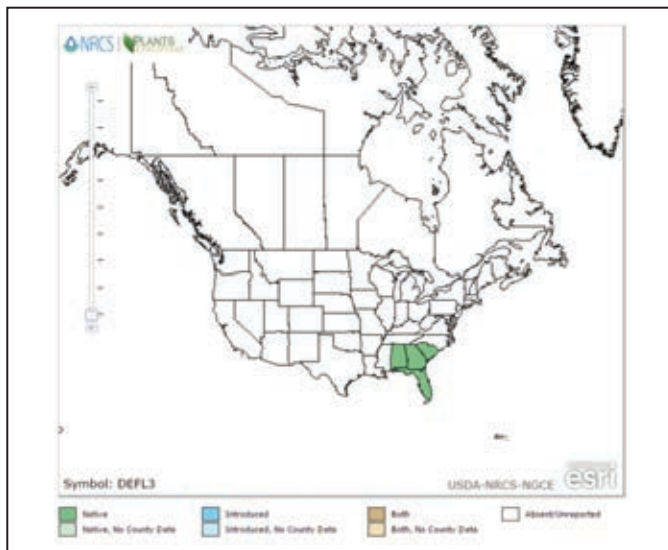 NRCS PLANTS
Symbol: DEFL3
USDA-NRCS-NGCE esri
Native Introduced Both Absent/Unreported
Native, No County Data Introduced, No County Data Both, No County Data